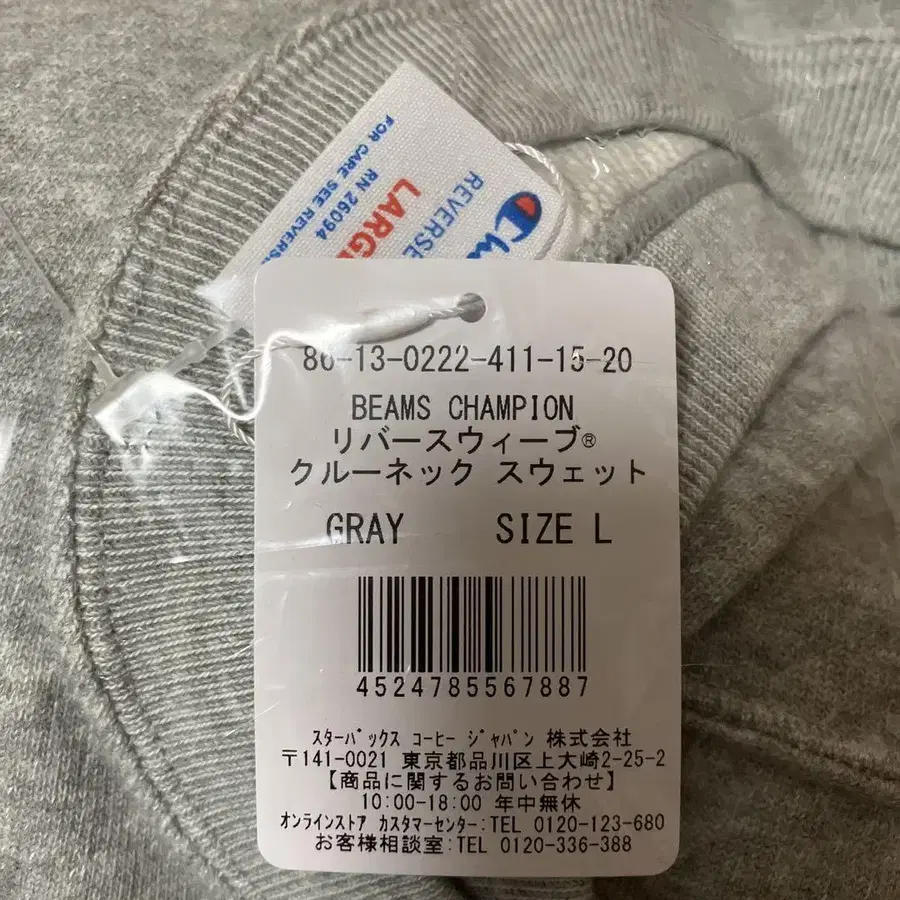 REVERSE
LARGE
RN 26094
FOR CARE SEE REVERSE
86-13-0222-411-15-20
BEAMS CHAMPION
リバースウィーブ®
クルーネック スウェット
GRAY SIZE L
4524785567887
ｽﾀｰﾊﾞｯｸｽ ｺｰﾋｰ ｼﾞｬﾊﾟﾝ 株式会社
〒141-0021 東京都品川区上大崎2-25-2
【商品に関するお問い合わせ】
10:00-18:00 年中無休
ｵﾝﾗｲﾝｽﾄｱ ｶｽﾀﾏｰｾﾝﾀｰ:TEL 0120-123-680
お客様相談室:TEL 0120-336-388